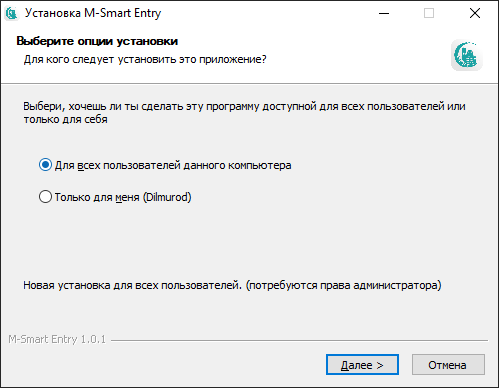 Установка M-Smart Entry
Выберите опции установки
Для кого следует установить это приложение?
Выбери, хочешь ли ты сделать эту программу доступной для всех пользователей или
только для себя
Для всех пользователей данного компьютера
Только для меня (Dilmurod)
Новая установка для всех пользователей. (потребуются права администратора)
M-Smart Entry 1.0.1
Далее >
Отмена